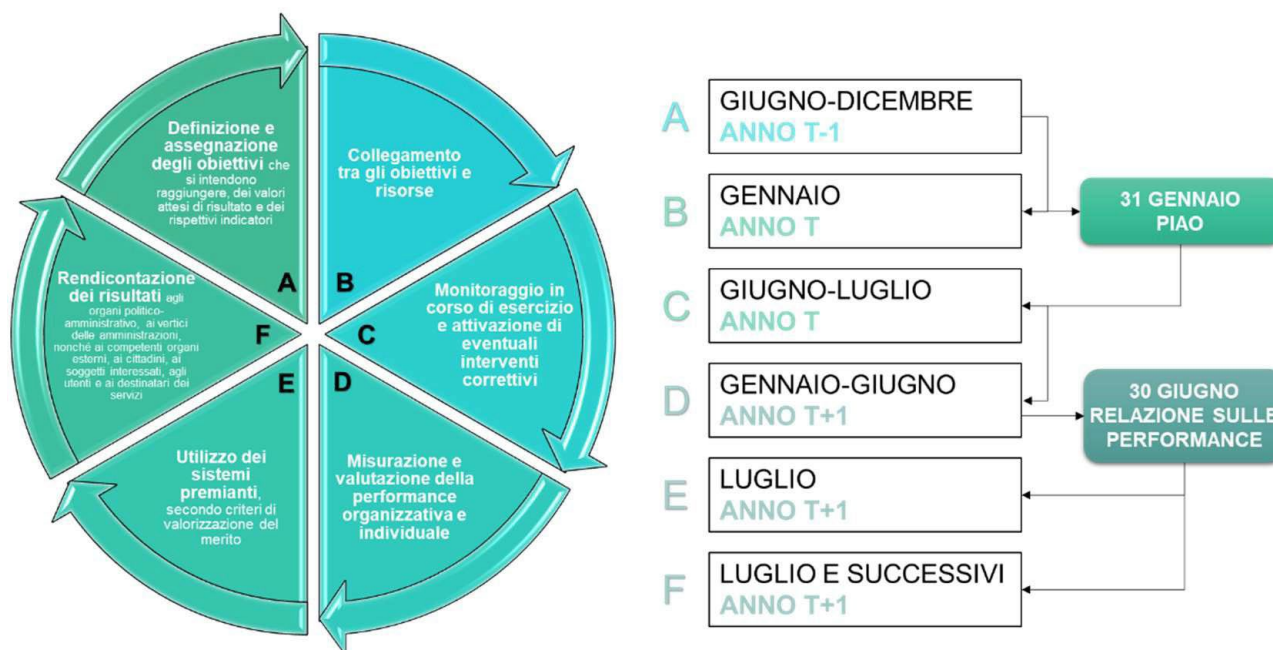 Definizione e
assegnazione
degli obiettivi che
si intendono
raggiungere, dei valori
attesi di risultato e dei
rispettivi indicatori
A
Collegamento
tra gli obiettivi e
risorse
B
Monitoraggio in
corso di esercizio
e attivazione di
eventuali
interventi
correttivi
C
Misurazione e
valutazione della
performance
organizzativa e
individuale
D
Utilizzo dei
sistemi
premianti,
secondo criteri di
valorizzazione del
merito
E
Rendicontazione
dei risultati agli
organi politico-
amministrativo, ai vertici
delle amministrazioni,
nonché ai competenti organi
esterni, ai cittadini, ai
soggetti interessati, agli
utenti e ai destinatari dei
servizi
F
A
GIUGNO-DICEMBRE
ANNO T-1
B
GENNAIO
ANNO T
31 GENNAIO
PIAO
C
GIUGNO-LUGLIO
ANNO T
D
GENNAIO-GIUGNO
ANNO T+1
30 GIUGNO
RELAZIONE SULLE
PERFORMANCE
E
LUGLIO
ANNO T+1
F
LUGLIO E SUCCESSIVI
ANNO T+1